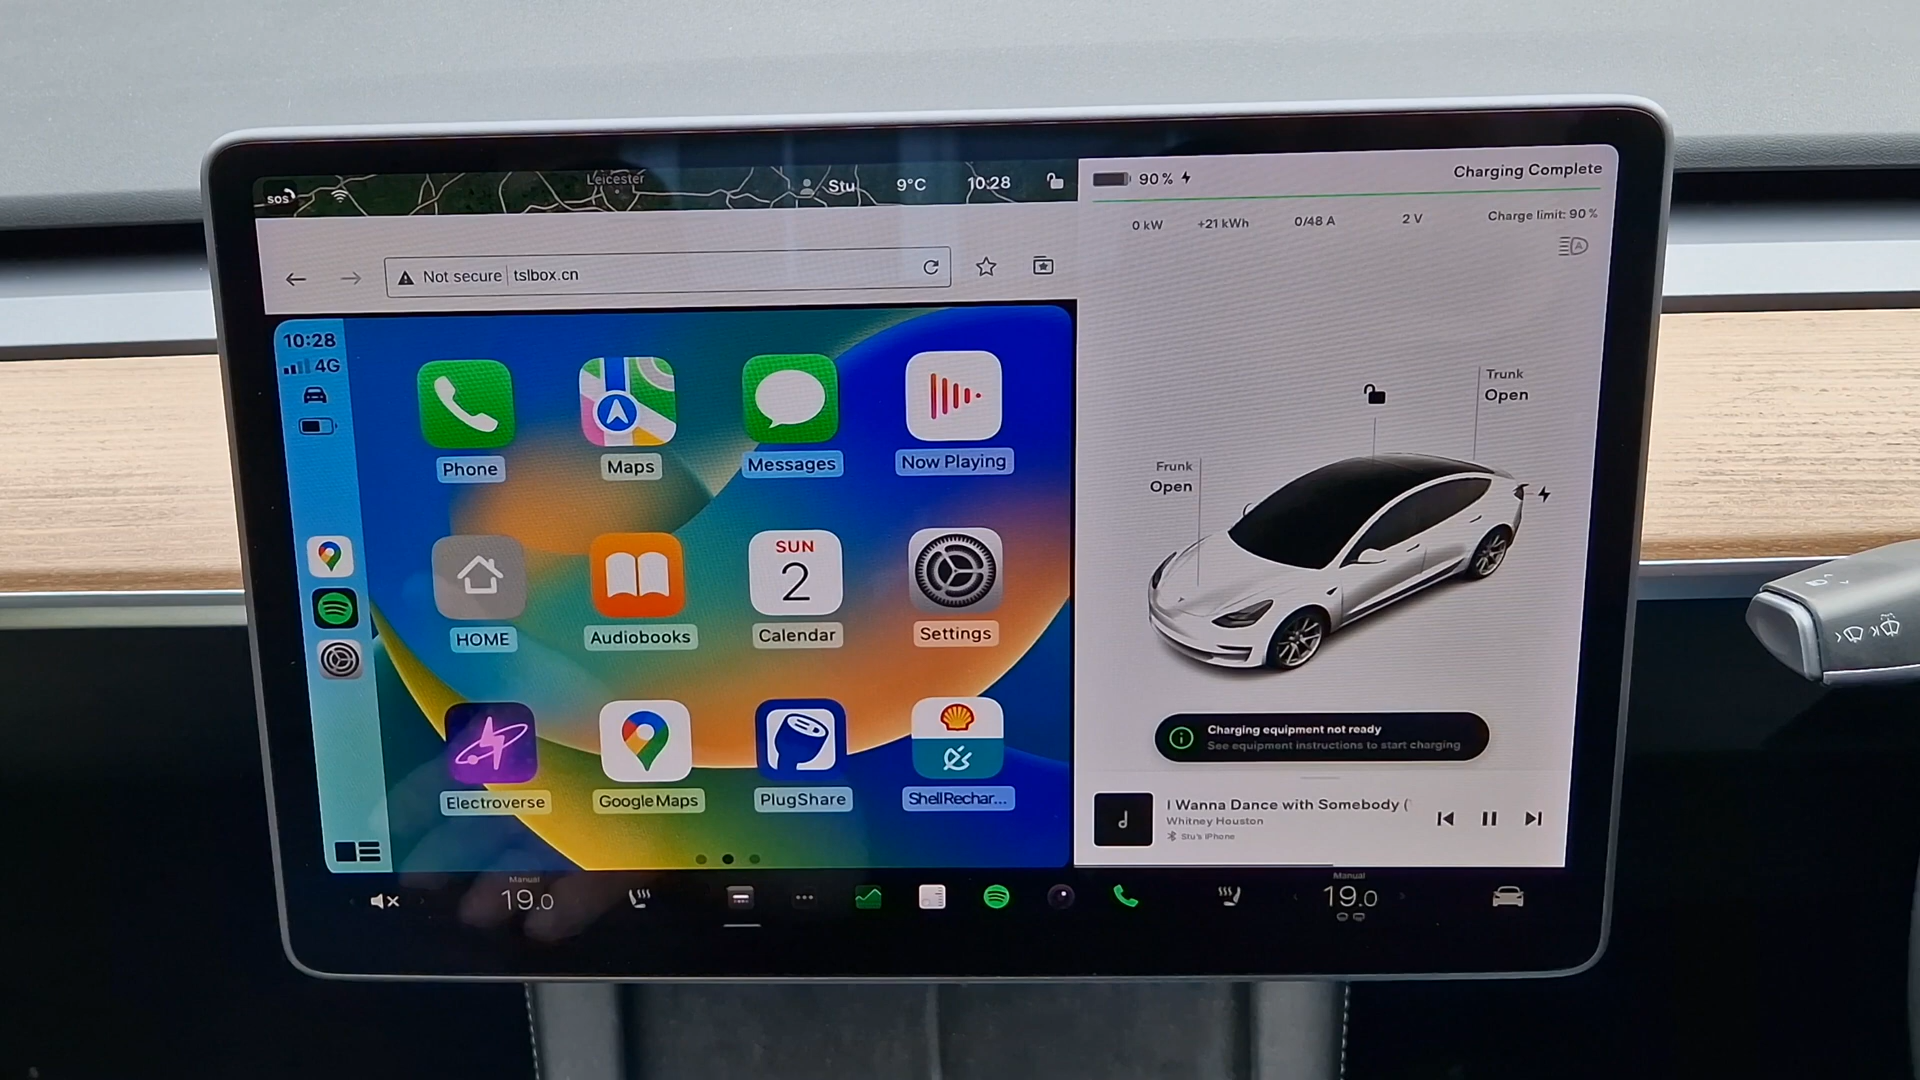 SOS
Leicester
Stu
9°C
10:28
Not secure
tslbox.cn
10:28
4G
Phone
Maps
Messages
Now Playing
HOME
Audiobooks
SUN
2
Calendar
Settings
Electroverse
Google Maps
PlugShare
ShellRechar...
90 %
Charging Complete
0 kW
+21 kWh
0/48 A
2 V
Charge limit: 90 %
A
Trunk
Open
Frunk
Open
Charging equipment not ready
See equipment instructions to start charging
I Wanna Dance with Somebody (
Whitney Houston
Stu's iPhone
Manual
19.0
Manual
19.0